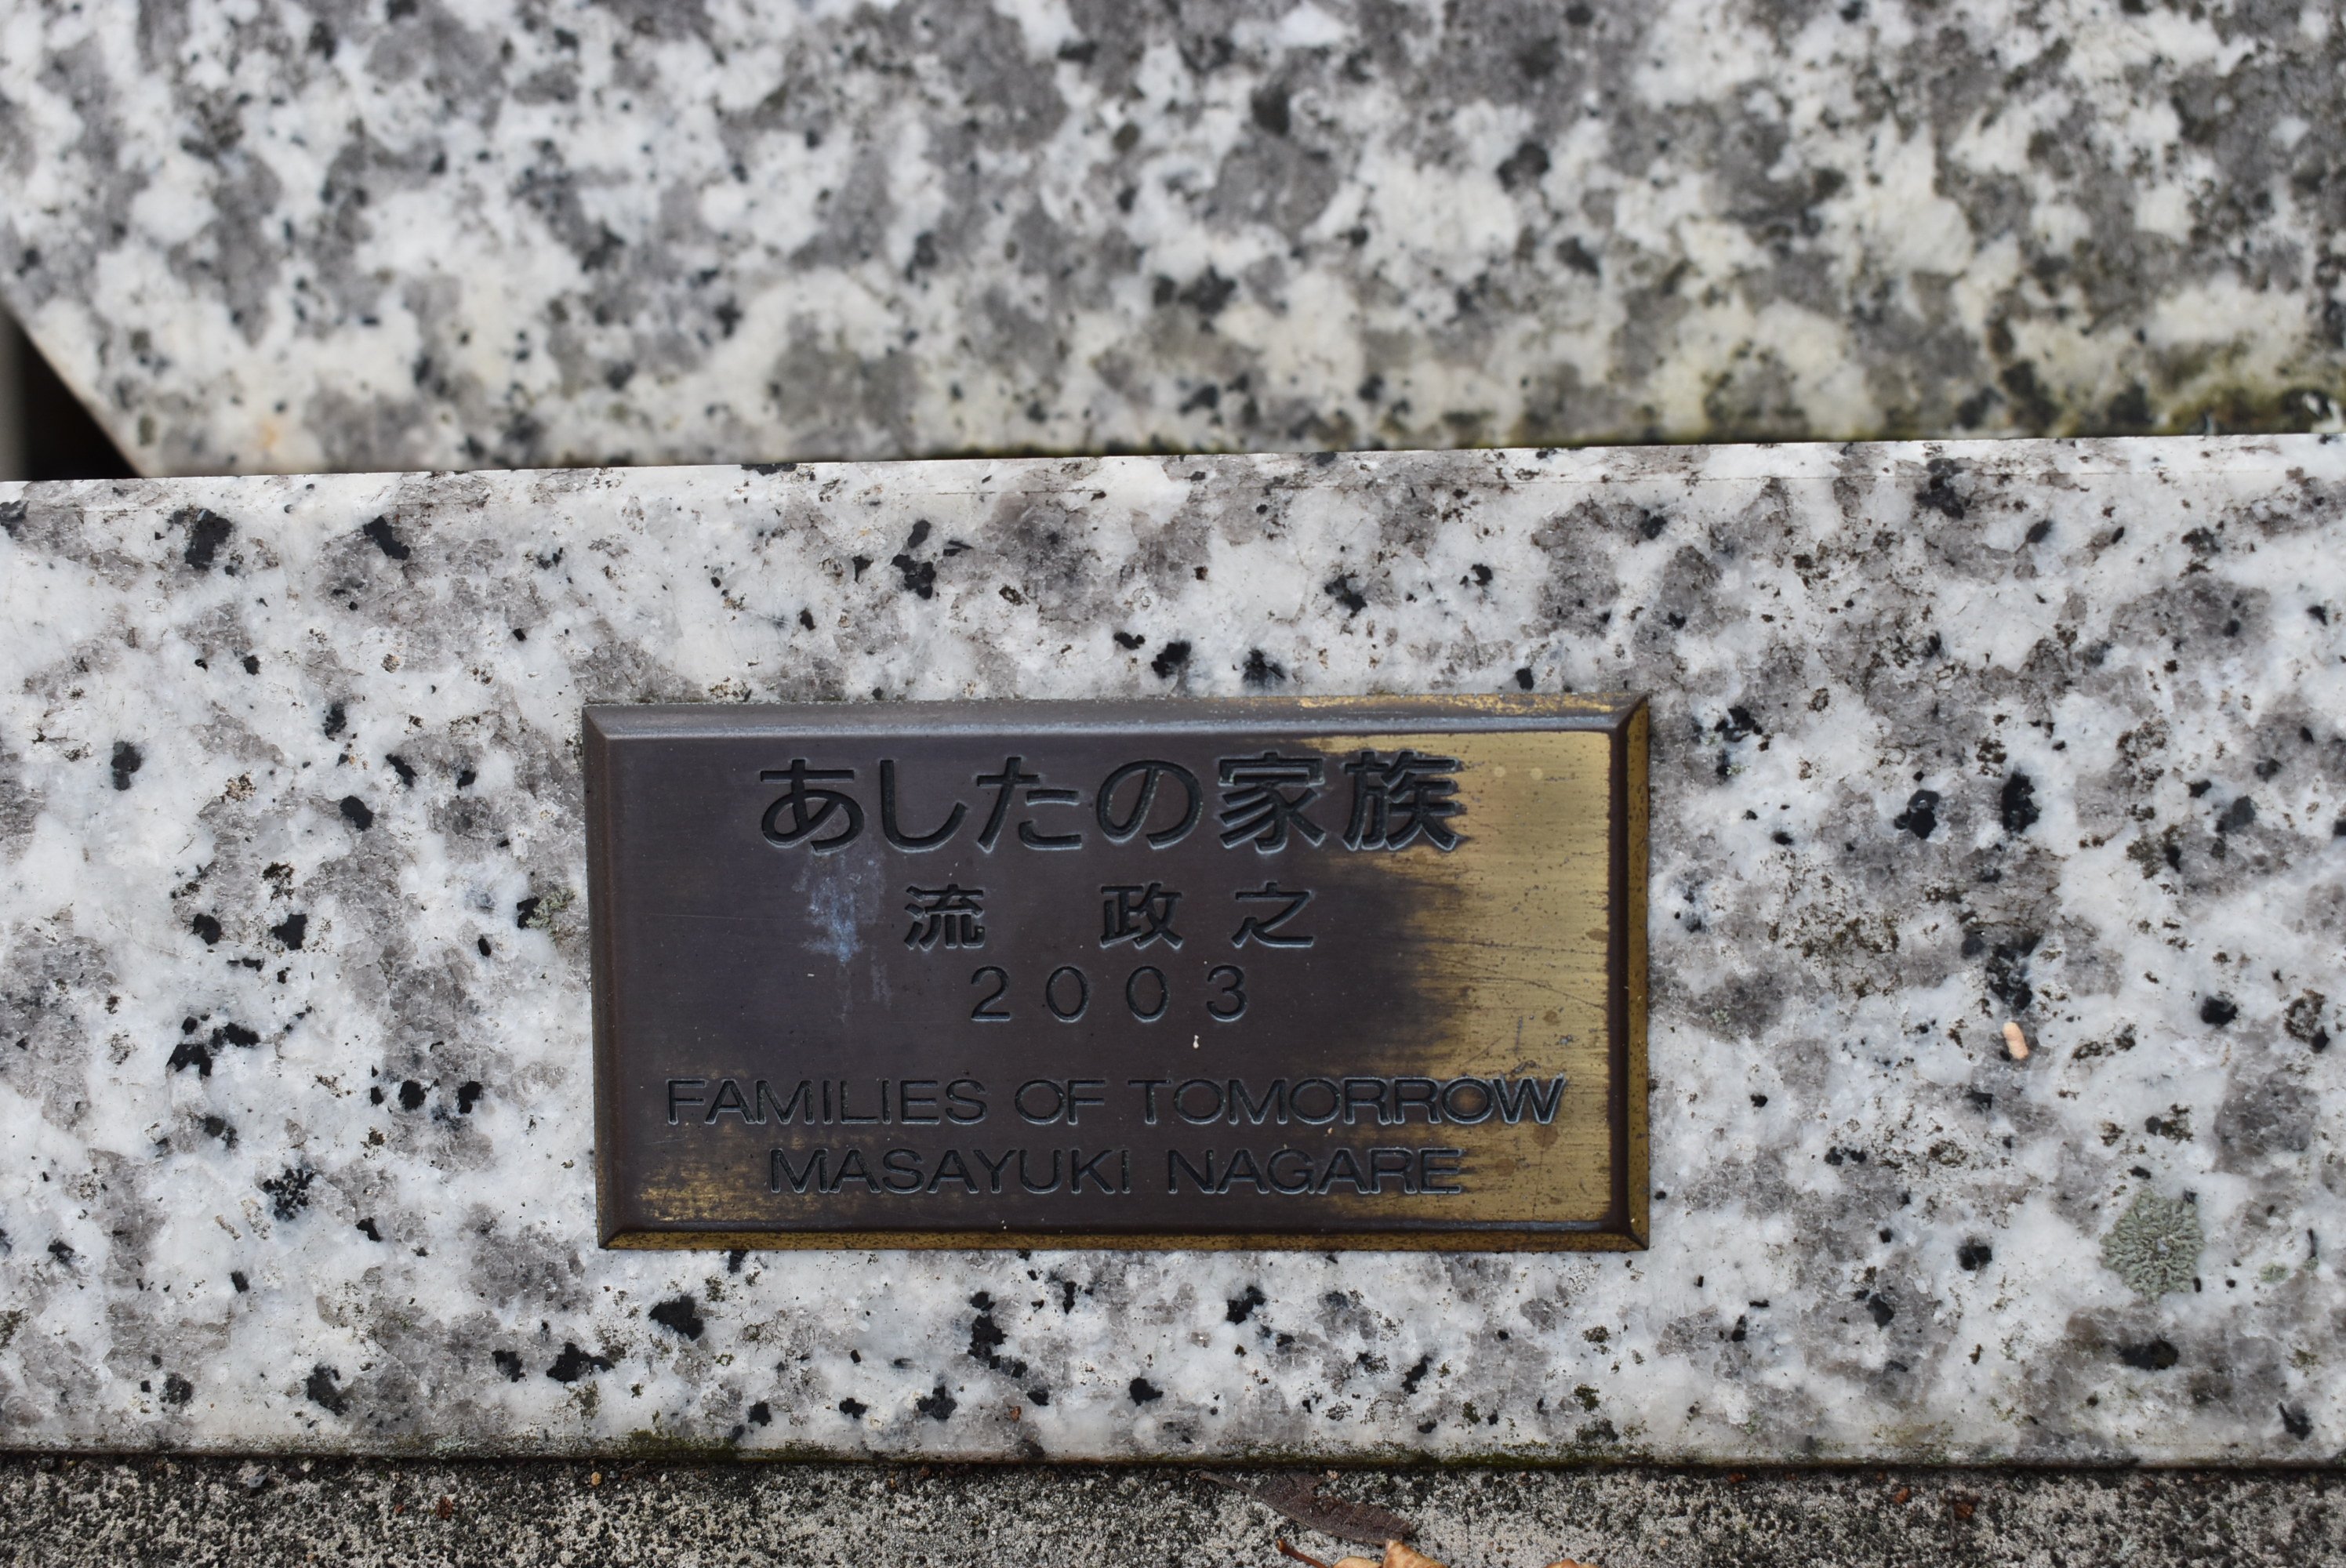 あしたの家族
流 政之
2003
FAMILIES OF TOMORROW
MASAYUKI NAGARE